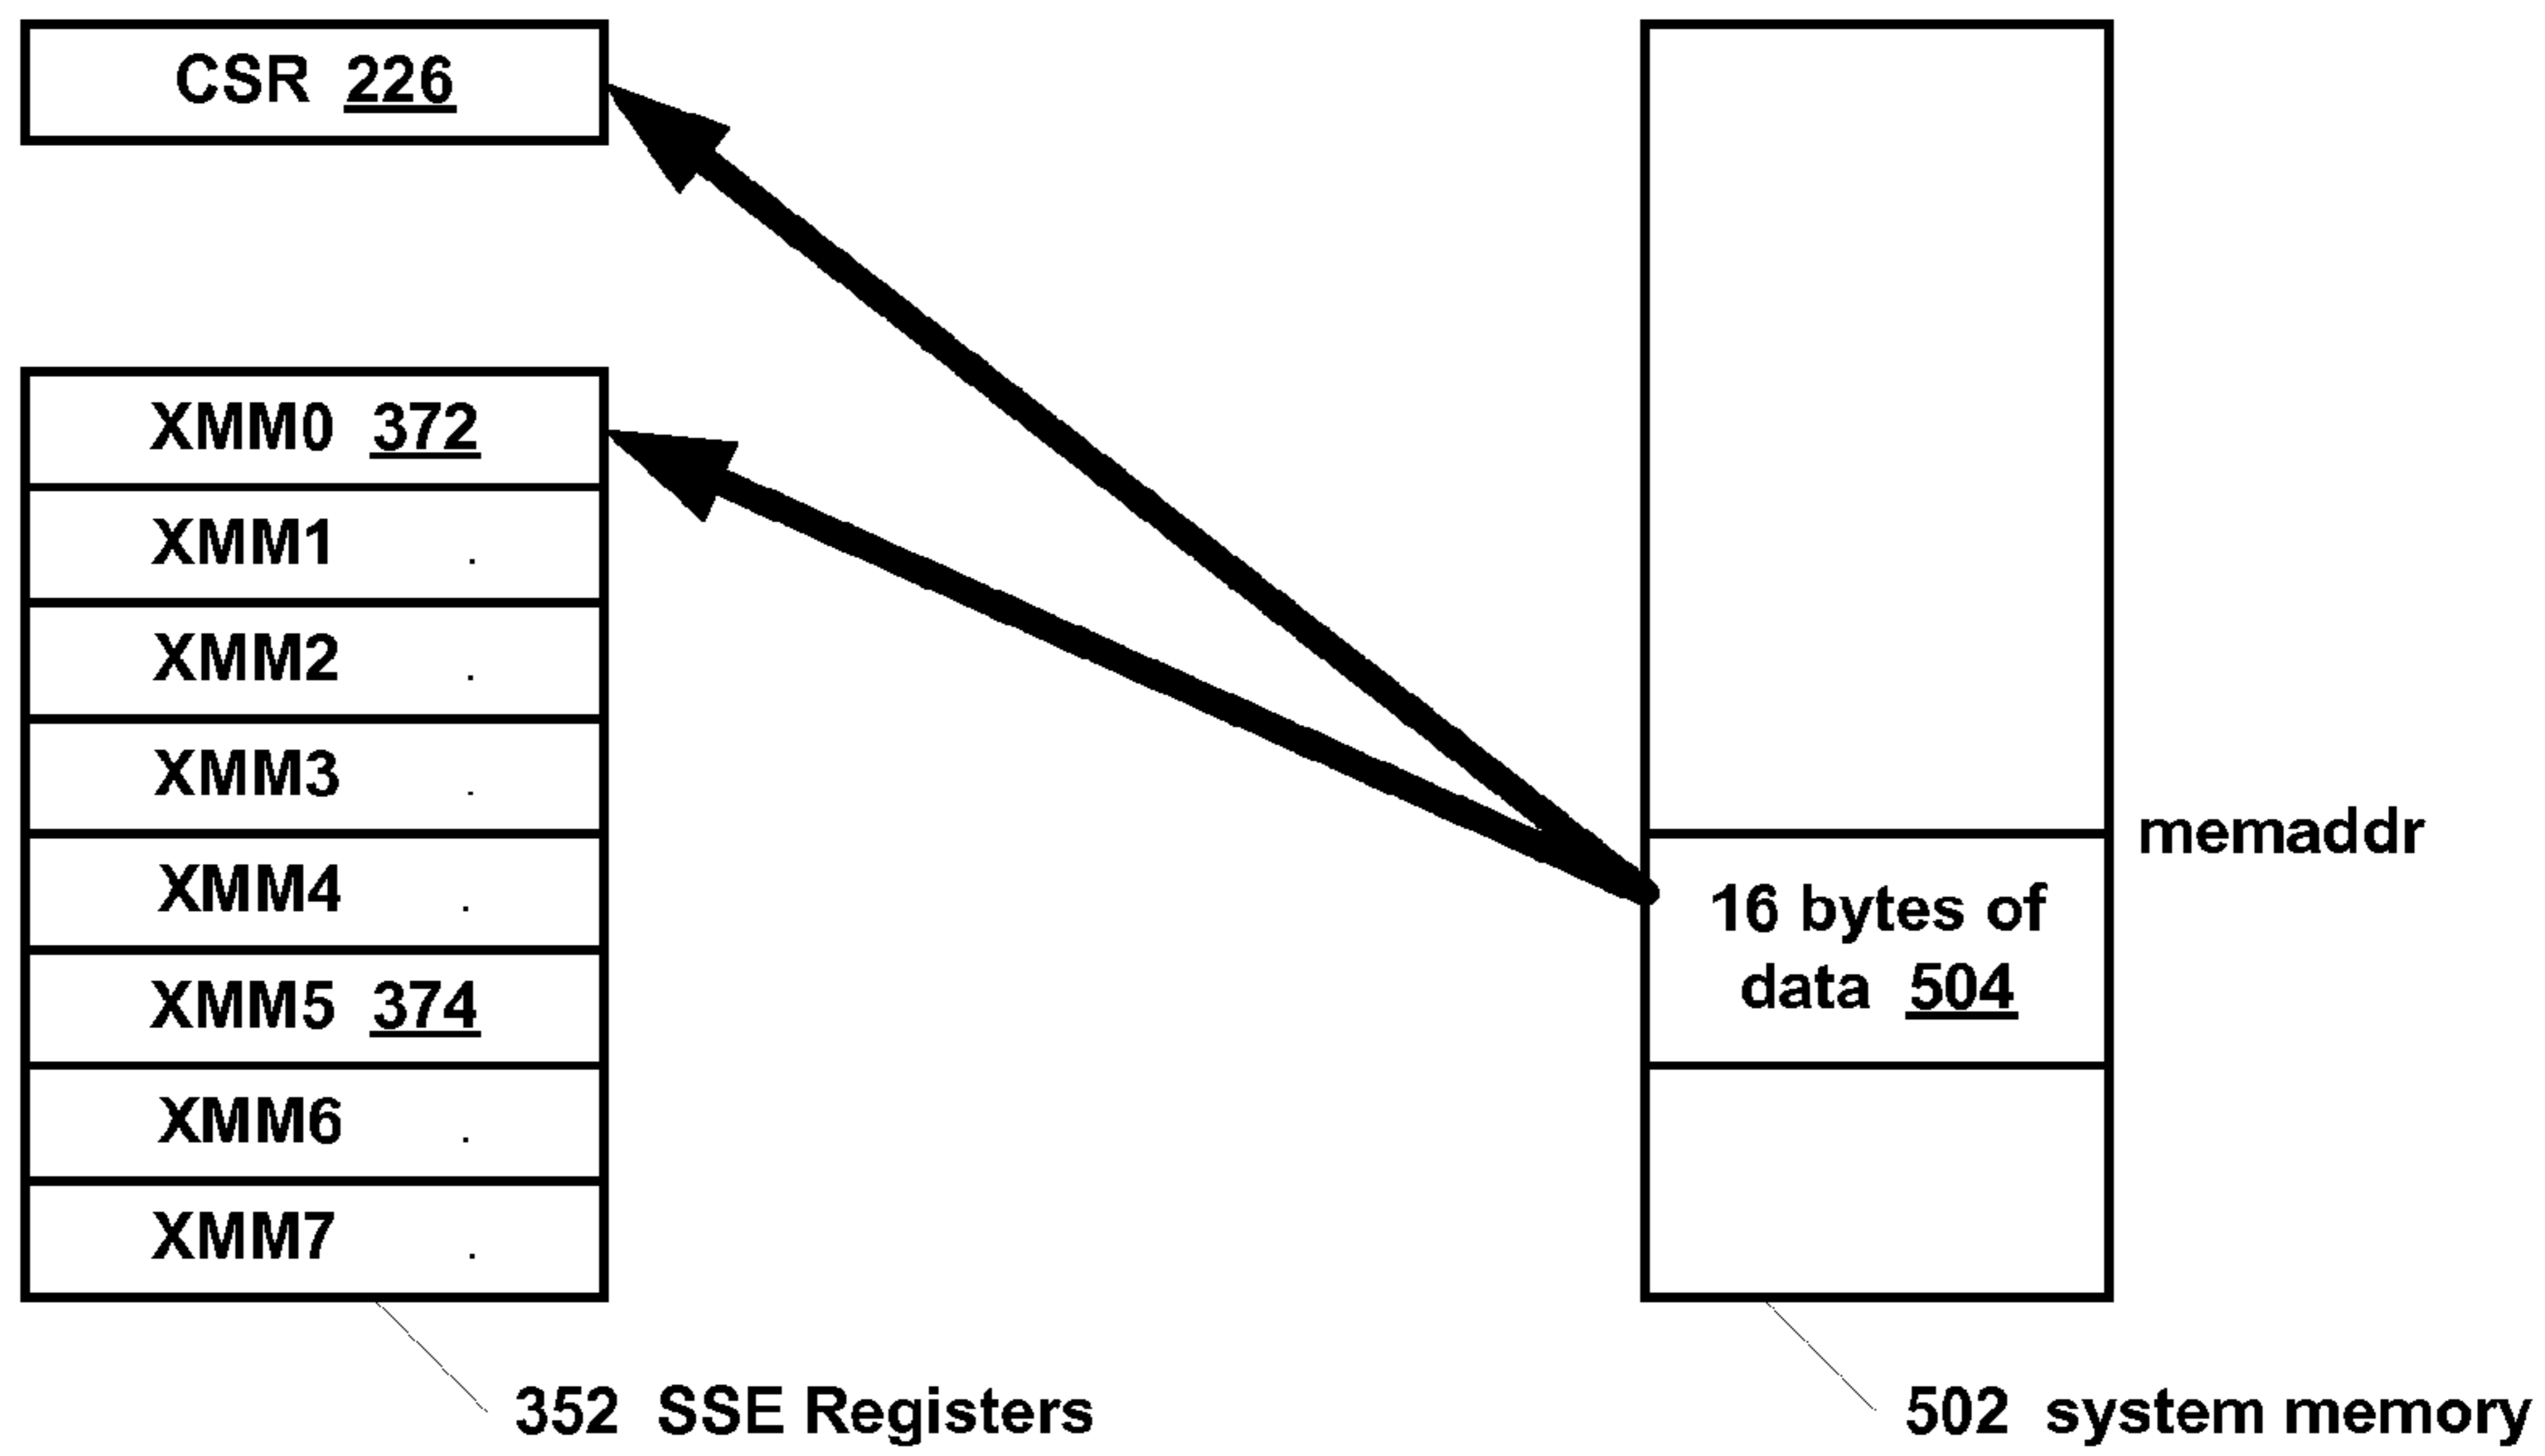 CSR 226
XMM0 372
XMM1 .
XMM2 .
XMM3 .
XMM4 .
XMM5 374
XMM6 .
XMM7 .
352 SSE Registers
memaddr
16 bytes of
data 504
502 system memory